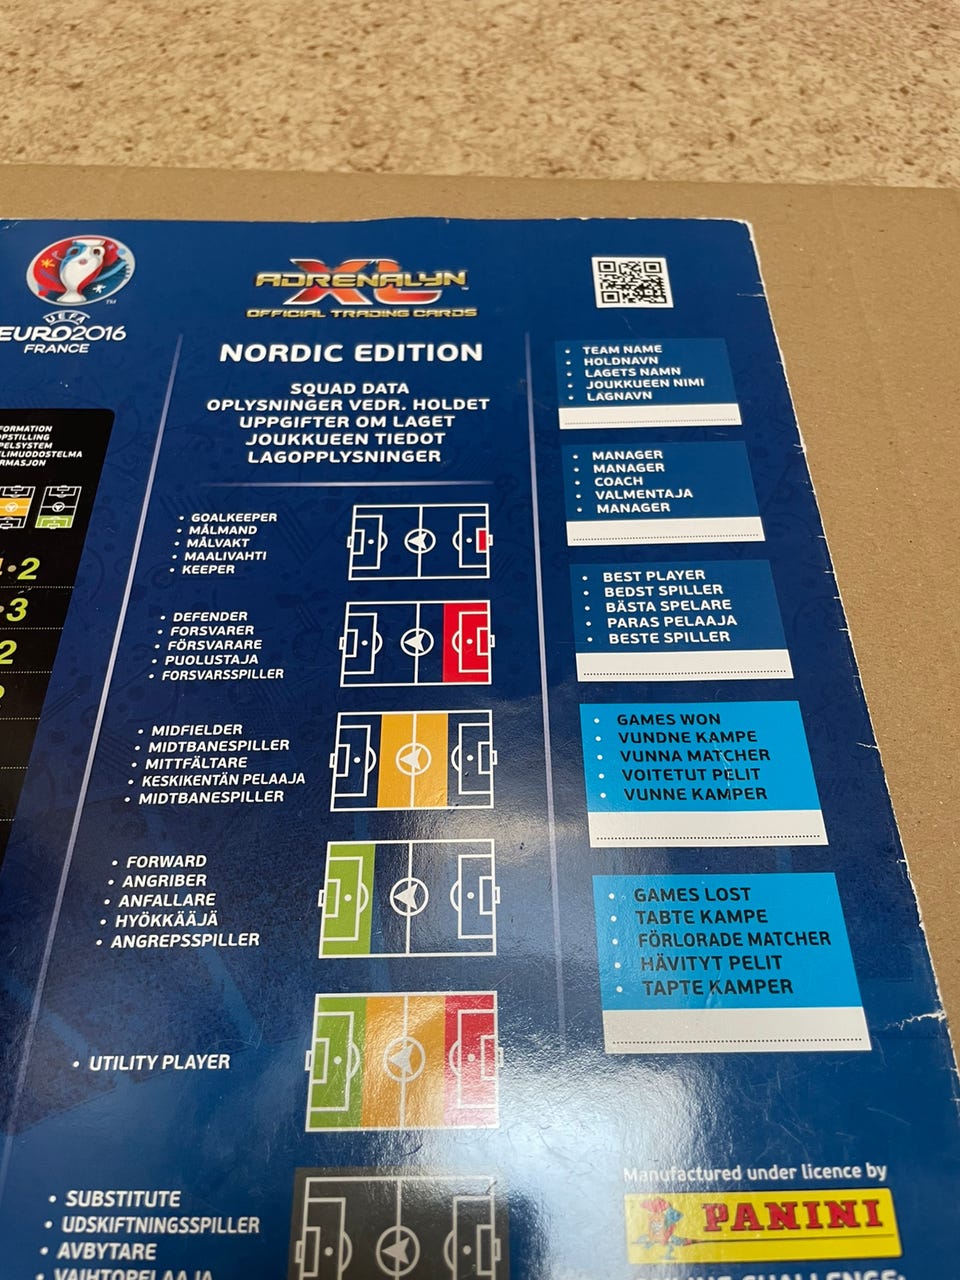 UEFA
EURO2016
FRANCE
™
ADRENALYN
XL
™
OFFICIAL TRADING CARDS
NORDIC EDITION
SQUAD DATA
OPLYSNINGER VEDR. HOLDET
UPPGIFTER OM LAGET
JOUKKUEEN TIEDOT
LAGOPPLYSNINGER
• GOALKEEPER
• MÅLMAND
• MÅLVAKT
• MAALIVAHTI
• KEEPER
• DEFENDER
• FORSVARER
• FÖRSVARARE
• PUOLUSTAJA
• FORSVARSSPILLER
• MIDFIELDER
• MIDTBANESPILLER
• MITTFÄLTARE
• KESKIKENTÄN PELAAJA
• MIDTBANESPILLER
• FORWARD
• ANGRIBER
• ANFALLARE
• HYÖKKÄÄJÄ
• ANGREPSSPILLER
• UTILITY PLAYER
• SUBSTITUTE
• UDSKIFTNINGSSPILLER
• AVBYTARE
VAIHTOPELAAJA
• TEAM NAME
• HOLDNAVN
• LAGETS NAMN
• JOUKKUEEN NIMI
• LAGNAVN
• MANAGER
• MANAGER
• COACH
• VALMENTAJA
• MANAGER
• BEST PLAYER
• BEDST SPILLER
• BÄSTA SPELARE
• PARAS PELAAJA
• BESTE SPILLER
• GAMES WON
• VUNDNE KAMPE
• VUNNA MATCHER
• VOITETUT PELIT
• VUNNE KAMPER
• GAMES LOST
• TABTE KAMPE
• FÖRLORADE MATCHER
• HÄVITYT PELIT
• TAPTE KAMPER
Manufactured under licence by
PANINI